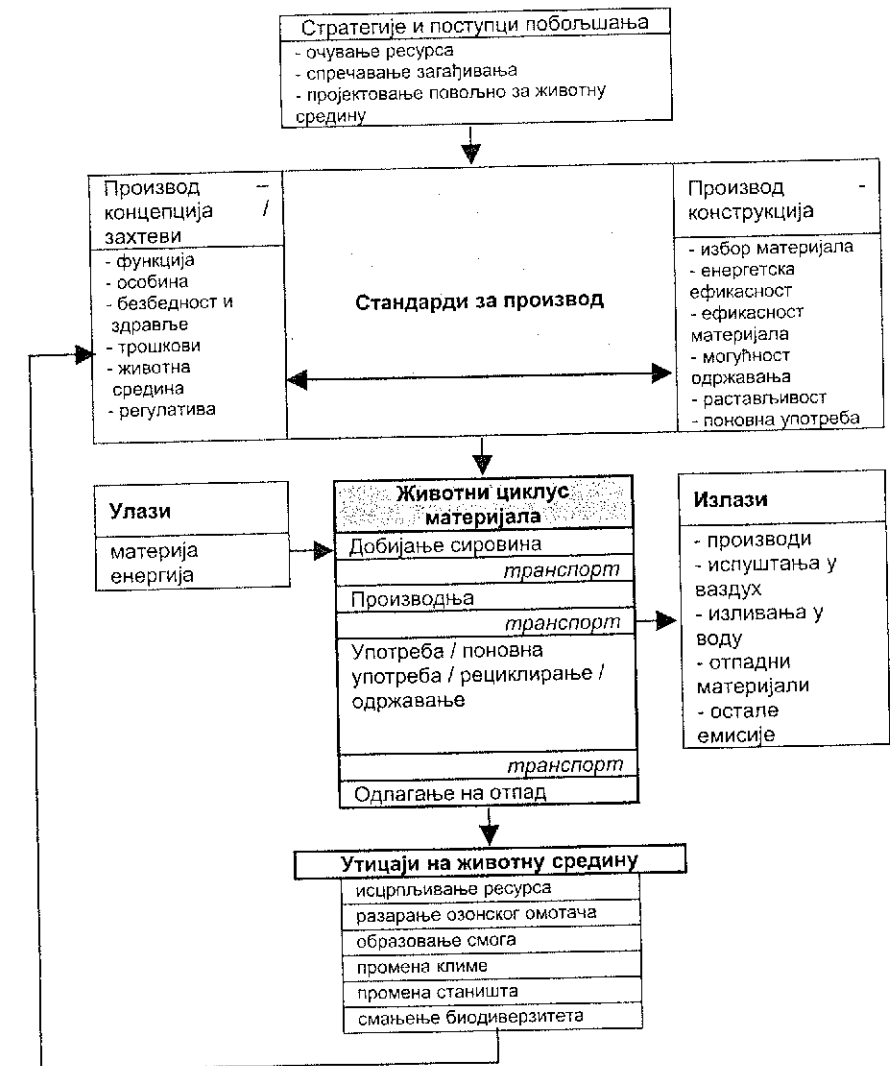 Стратегије и поступци побољшања
- очување ресурса
- спречавање загађивања
- пројектовање повољно за животну
средину
Производ –
концепција /
захтеви
- функција
- особина
- безбедност и
здравље
- трошкови
- животна
средина
- регулатива
Стандарди за производ
Производ -
конструкција
- избор материјала
- енергетска
ефикасност
- ефикасност
материјала
- могућност
одржавања
- растављивост
- поновна употреба
Улази
материја
енергија
Животни циклус
материјала
Добијање сировина
транспорт
Производња
транспорт
Употреба / поновна
употреба / рециклирање /
одржавање
транспорт
Одлагање на отпад
Излази
- производи
- испуштања у
ваздух
- изливања у
воду
- отпадни
материјали
- остале
емисије
Утицаји на животну средину
исцрпљивање ресурса
разарање озонског омотача
образовање смога
промена климе
промена станишта
смањење биодиверзитета